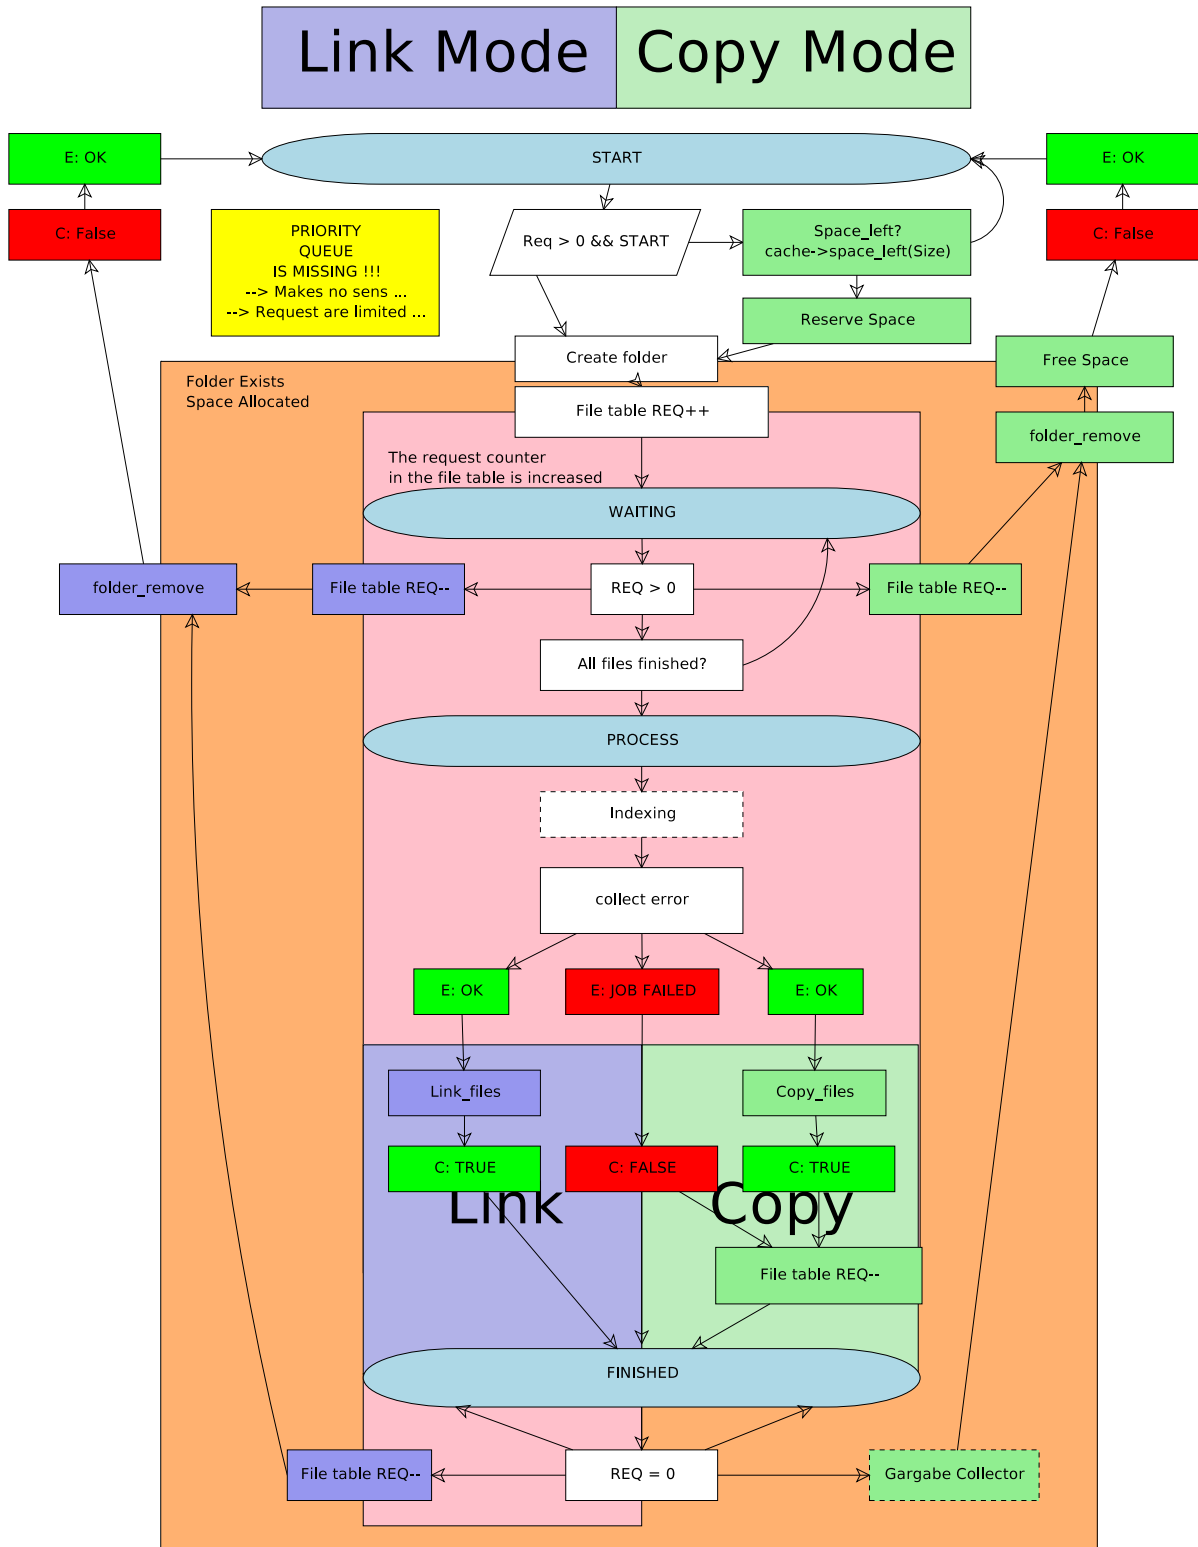 Link Mode
Copy Mode
E: OK
START
E: OK
C: False
PRIORITY
QUEUE
IS MISSING !!!
--> Makes no sens ...
--> Request are limited ...
Req > 0 && START
Space_left?
cache->space_left(Size)
C: False
Reserve Space
Create folder
Free Space
Folder Exists
Space Allocated
File table REQ++
folder_remove
The request counter
in the file table is increased
WAITING
folder_remove
File table REQ--
REQ > 0
File table REQ--
All files finished?
PROCESS
Indexing
collect error
E: OK
E: JOB FAILED
E: OK
Link_files
Copy_files
C: TRUE
C: FALSE
C: TRUE
Link
Copy
File table REQ--
FINISHED
File table REQ--
REQ = 0
Gargabe Collector